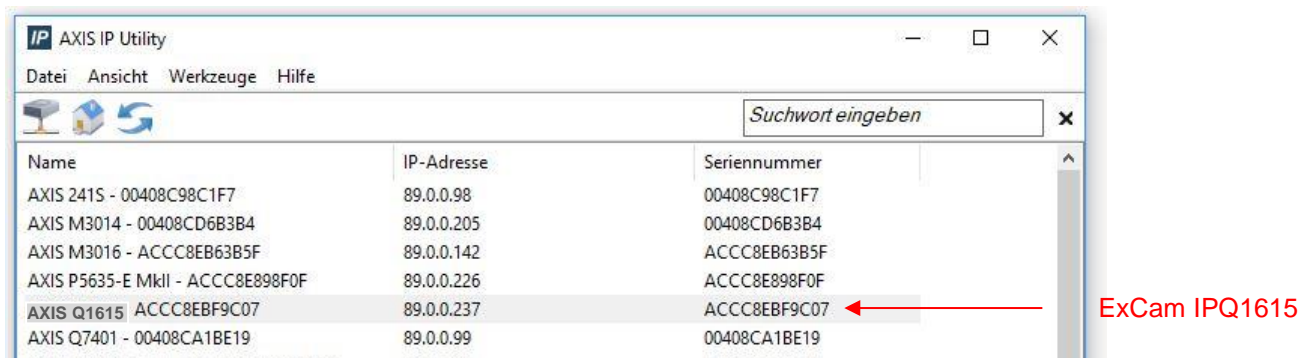 IP AXIS IP Utility
Datei Ansicht Werkzeuge Hilfe
Suchwort eingeben
Name IP-Adresse Seriennummer
AXIS 241S - 00408C98C1F7 89.0.0.98 00408C98C1F7
AXIS M3014 - 00408CD6B3B4 89.0.0.205 00408CD6B3B4
AXIS M3016 - ACCC8EB63B5F 89.0.0.142 ACCC8EB63B5F
AXIS P5635-E MkII - ACCC8E898F0F 89.0.0.226 ACCC8E898F0F
AXIS Q1615 ACCC8EBF9C07 89.0.0.237 ACCC8EBF9C07 ExCam IPQ1615
AXIS Q7401 - 00408CA1BE19 89.0.0.99 00408CA1BE19